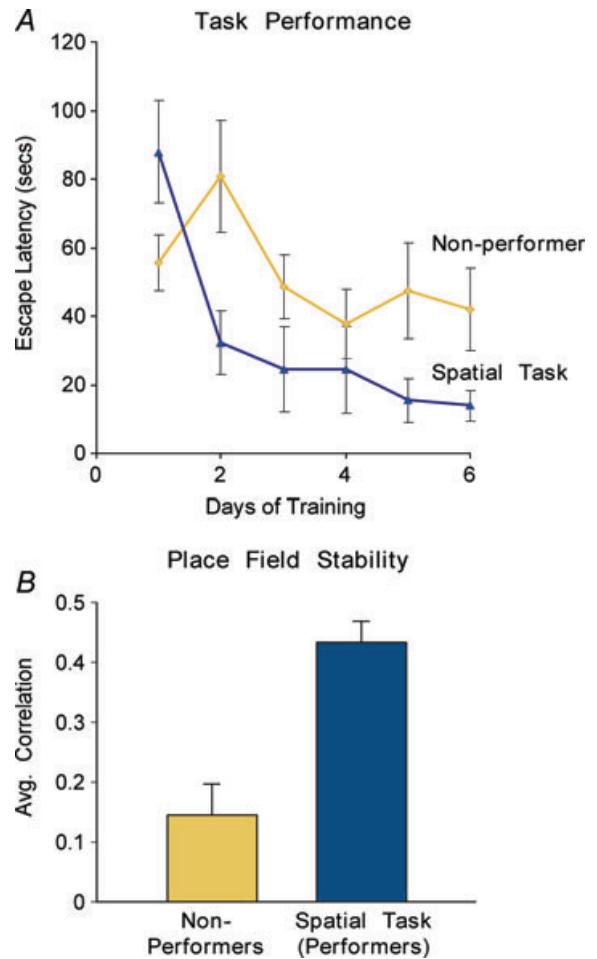 A Task Performance
120
100
80
60
40
20
0
Escape Latency (secs)
Non-performer
Spatial Task
0 2 4 6
Days of Training
B Place Field Stability
0.5
0.4
0.3
0.2
0.1
0
Avg. Correlation
Non- Spatial Task
Performers (Performers)